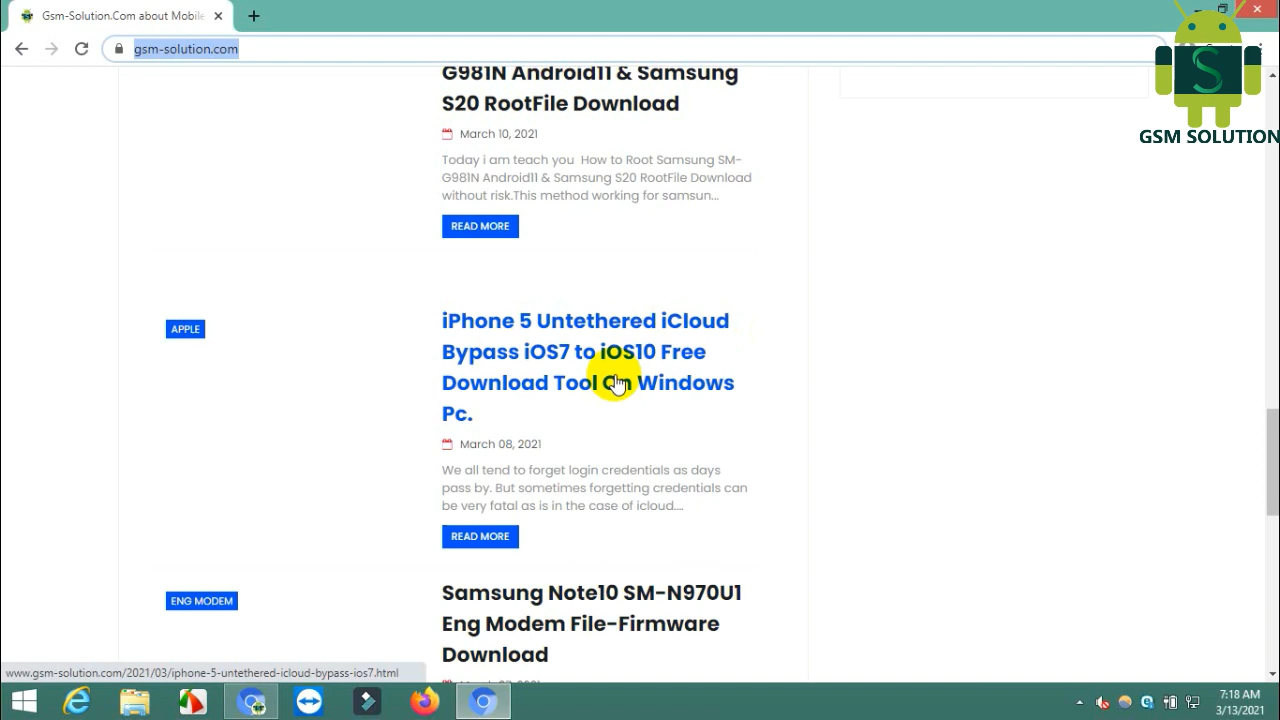 Gsm-Solution.Com about Mobile
gsm-solution.com
G981N Android11 & Samsung
S20 RootFile Download
March 10, 2021
Today i am teach you How to Root Samsung SM-
G981N Android11 & Samsung S20 RootFile Download
without risk.This method working for samsun...
READ MORE
GSM SOLUTION
APPLE
iPhone 5 Untethered iCloud
Bypass iOS7 to iOS10 Free
Download Tool On Windows
Pc.
March 08, 2021
We all tend to forget login credentials as days
pass by. But sometimes forgetting credentials can
be very fatal as is in the case of icloud....
READ MORE
ENG MODEM
Samsung Note10 SM-N970U1
Eng Modem File-Firmware
Download
www.gsm-solution.com/2021/03/iphone-5-untethered-icloud-bypass-ios7.html
7:18 AM
3/13/2021